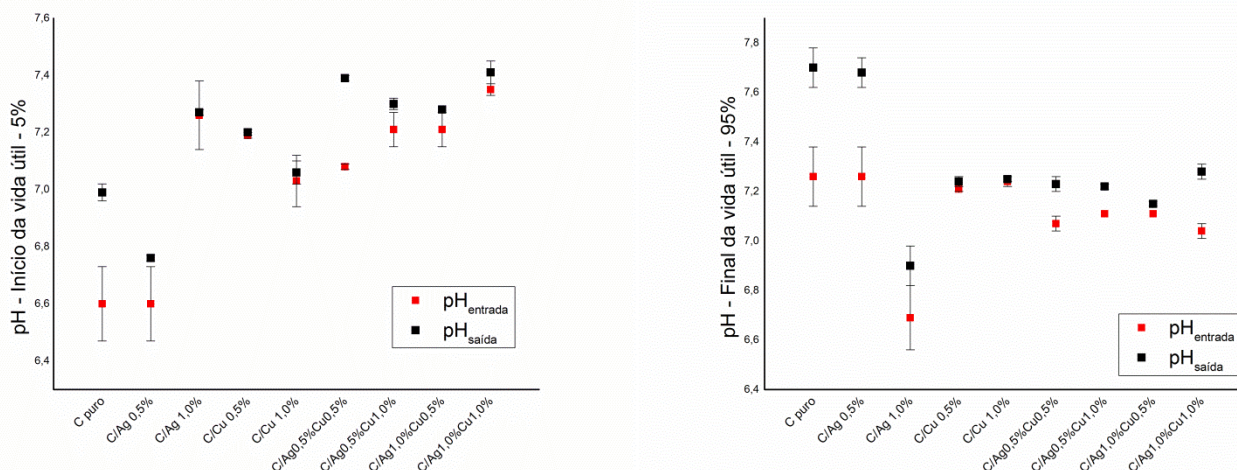 pH - Início da vida útil - 5%
7,6
7,4
7,2
7,0
6,8
6,6
6,4
pHentrada
pHsaída
C puro
C/Ag 0,5%
C/Ag 1,0%
C/Cu 0,5%
C/Cu 1,0%
C/Ag0,5%Cu0,5%
C/Ag0,5%Cu1,0%
C/Ag1,0%Cu0,5%
C/Ag1,0%Cu1,0%
pH - Final da vida útil - 95%
7,8
7,6
7,4
7,2
7,0
6,8
6,6
6,4
pHentrada
pHsaída
C puro
C/Ag 0,5%
C/Ag 1,0%
C/Cu 0,5%
C/Cu 1,0%
C/Ag0,5%Cu0,5%
C/Ag0,5%Cu1,0%
C/Ag1,0%Cu0,5%
C/Ag1,0%Cu1,0%